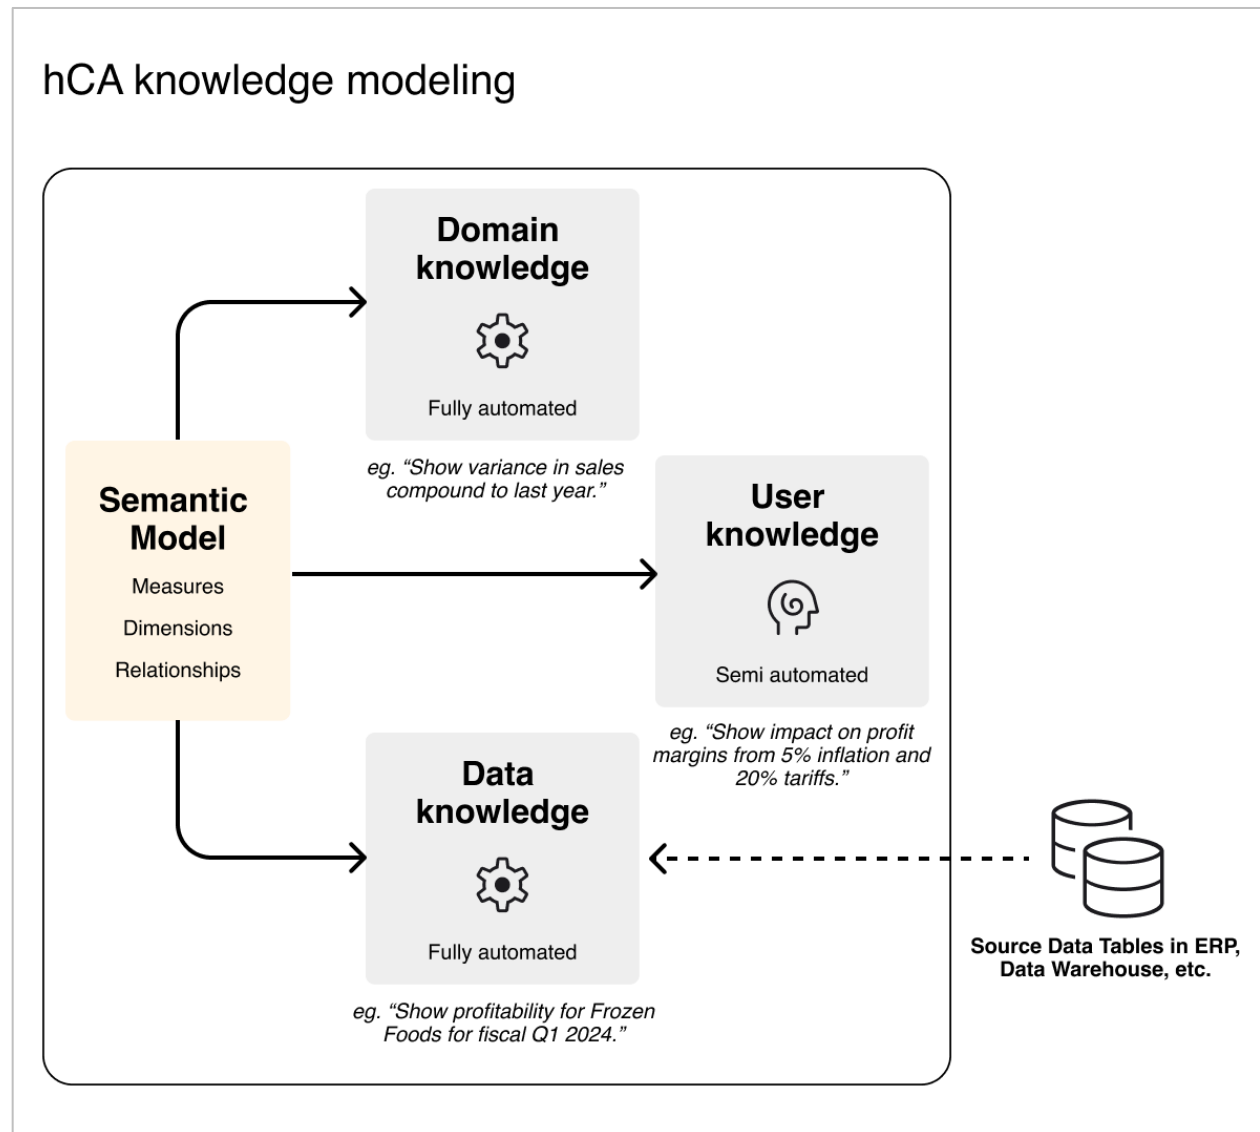 hCA knowledge modeling
Domain
knowledge
Fully automated
eg. “Show variance in sales
compound to last year.”
Semantic
Model
Measures
Dimensions
Relationships
User
knowledge
Semi automated
eg. “Show impact on profit
margins from 5% inflation and
20% tariffs.”
Data
knowledge
Fully automated
eg. “Show profitability for Frozen
Foods for fiscal Q1 2024.”
Source Data Tables in ERP,
Data Warehouse, etc.